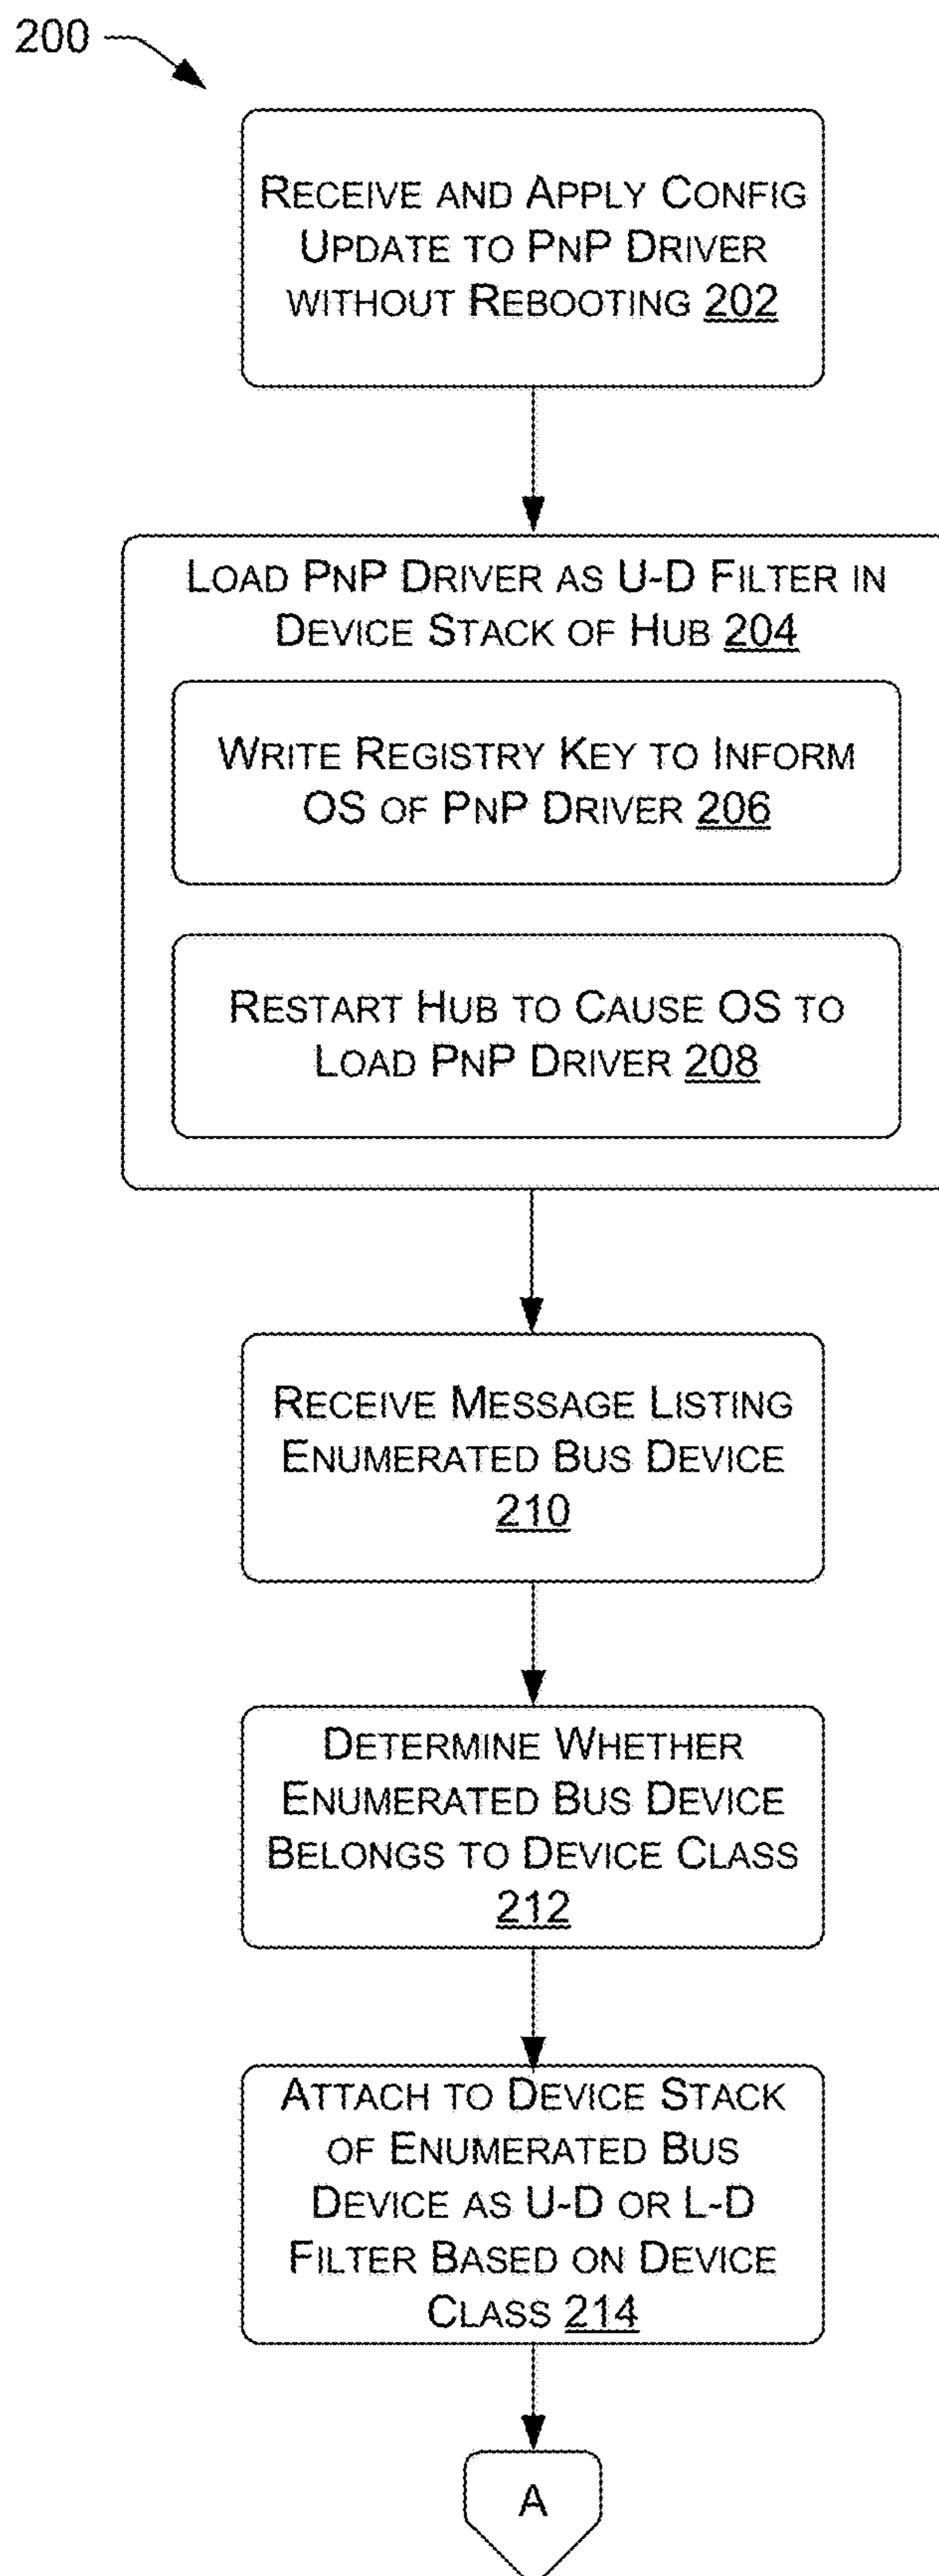 200
RECEIVE AND APPLY CONFIG
UPDATE TO PNP DRIVER
WITHOUT REBOOTING 202
LOAD PNP DRIVER AS U-D FILTER IN
DEVICE STACK OF HUB 204
WRITE REGISTRY KEY TO INFORM
OS OF PNP DRIVER 206
RESTART HUB TO CAUSE OS TO
LOAD PNP DRIVER 208
RECEIVE MESSAGE LISTING
ENUMERATED BUS DEVICE
210
DETERMINE WHETHER
ENUMERATED BUS DEVICE
BELONGS TO DEVICE CLASS
212
ATTACH TO DEVICE STACK
OF ENUMERATED BUS
DEVICE AS U-D OR L-D
FILTER BASED ON DEVICE
CLASS 214
A